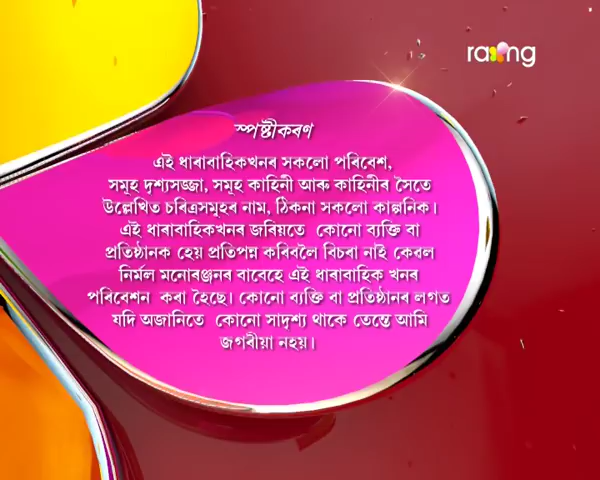 rang
স্পষ্টীকৰণ
এই ধাৰাবাহিকখনৰ সকলো পৰিবেশ,
সমূহ দৃশ্যসজ্জা, সমূহ কাহিনী আৰু কাহিনীৰ সৈতে
উল্লেখিত চৰিত্ৰসমূহৰ নাম, ঠিকনা সকলো কাল্পনিক।
এই ধাৰাবাহিকখনৰ জৰিয়তে কোনো ব্যক্তি বা
প্ৰতিষ্ঠানক হেয় প্ৰতিপন্ন কৰিবলৈ বিচৰা নাই কেৱল
নিৰ্মল মনোৰঞ্জনৰ বাবেহে এই ধাৰাবাহিক খনৰ
পৰিবেশন কৰা হৈছে। কোনো ব্যক্তি বা প্ৰতিষ্ঠানৰ লগত
যদি অজানিতে কোনো সাদৃশ্য থাকে তেন্তে আমি
জগৰীয়া নহয়।